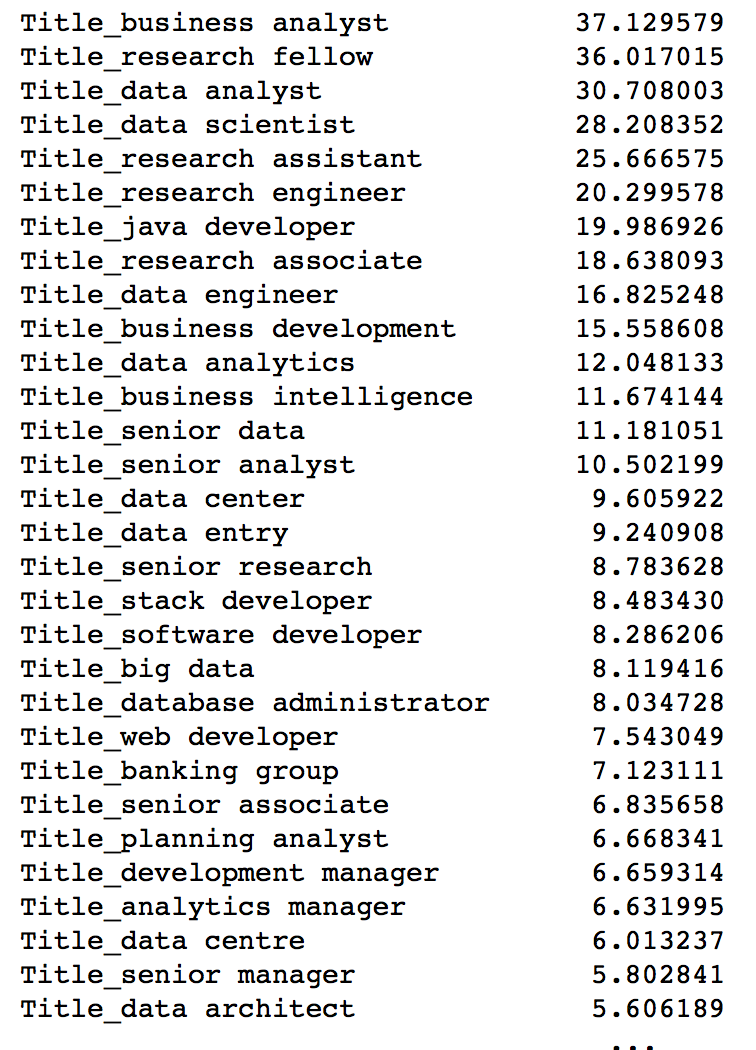 Title_business analyst 37.129579
Title_research fellow 36.017015
Title_data analyst 30.708003
Title_data scientist 28.208352
Title_research assistant 25.666575
Title_research engineer 20.299578
Title_java developer 19.986926
Title_research associate 18.638093
Title_data engineer 16.825248
Title_business development 15.558608
Title_data analytics 12.048133
Title_business intelligence 11.674144
Title_senior data 11.181051
Title_senior analyst 10.502199
Title_data center 9.605922
Title_data entry 9.240908
Title_senior research 8.783628
Title_stack developer 8.483430
Title_software developer 8.286206
Title_big data 8.119416
Title_database administrator 8.034728
Title_web developer 7.543049
Title_banking group 7.123111
Title_senior associate 6.835658
Title_planning analyst 6.668341
Title_development manager 6.659314
Title_analytics manager 6.631995
Title_data centre 6.013237
Title_senior manager 5.802841
Title_data architect 5.606189
...